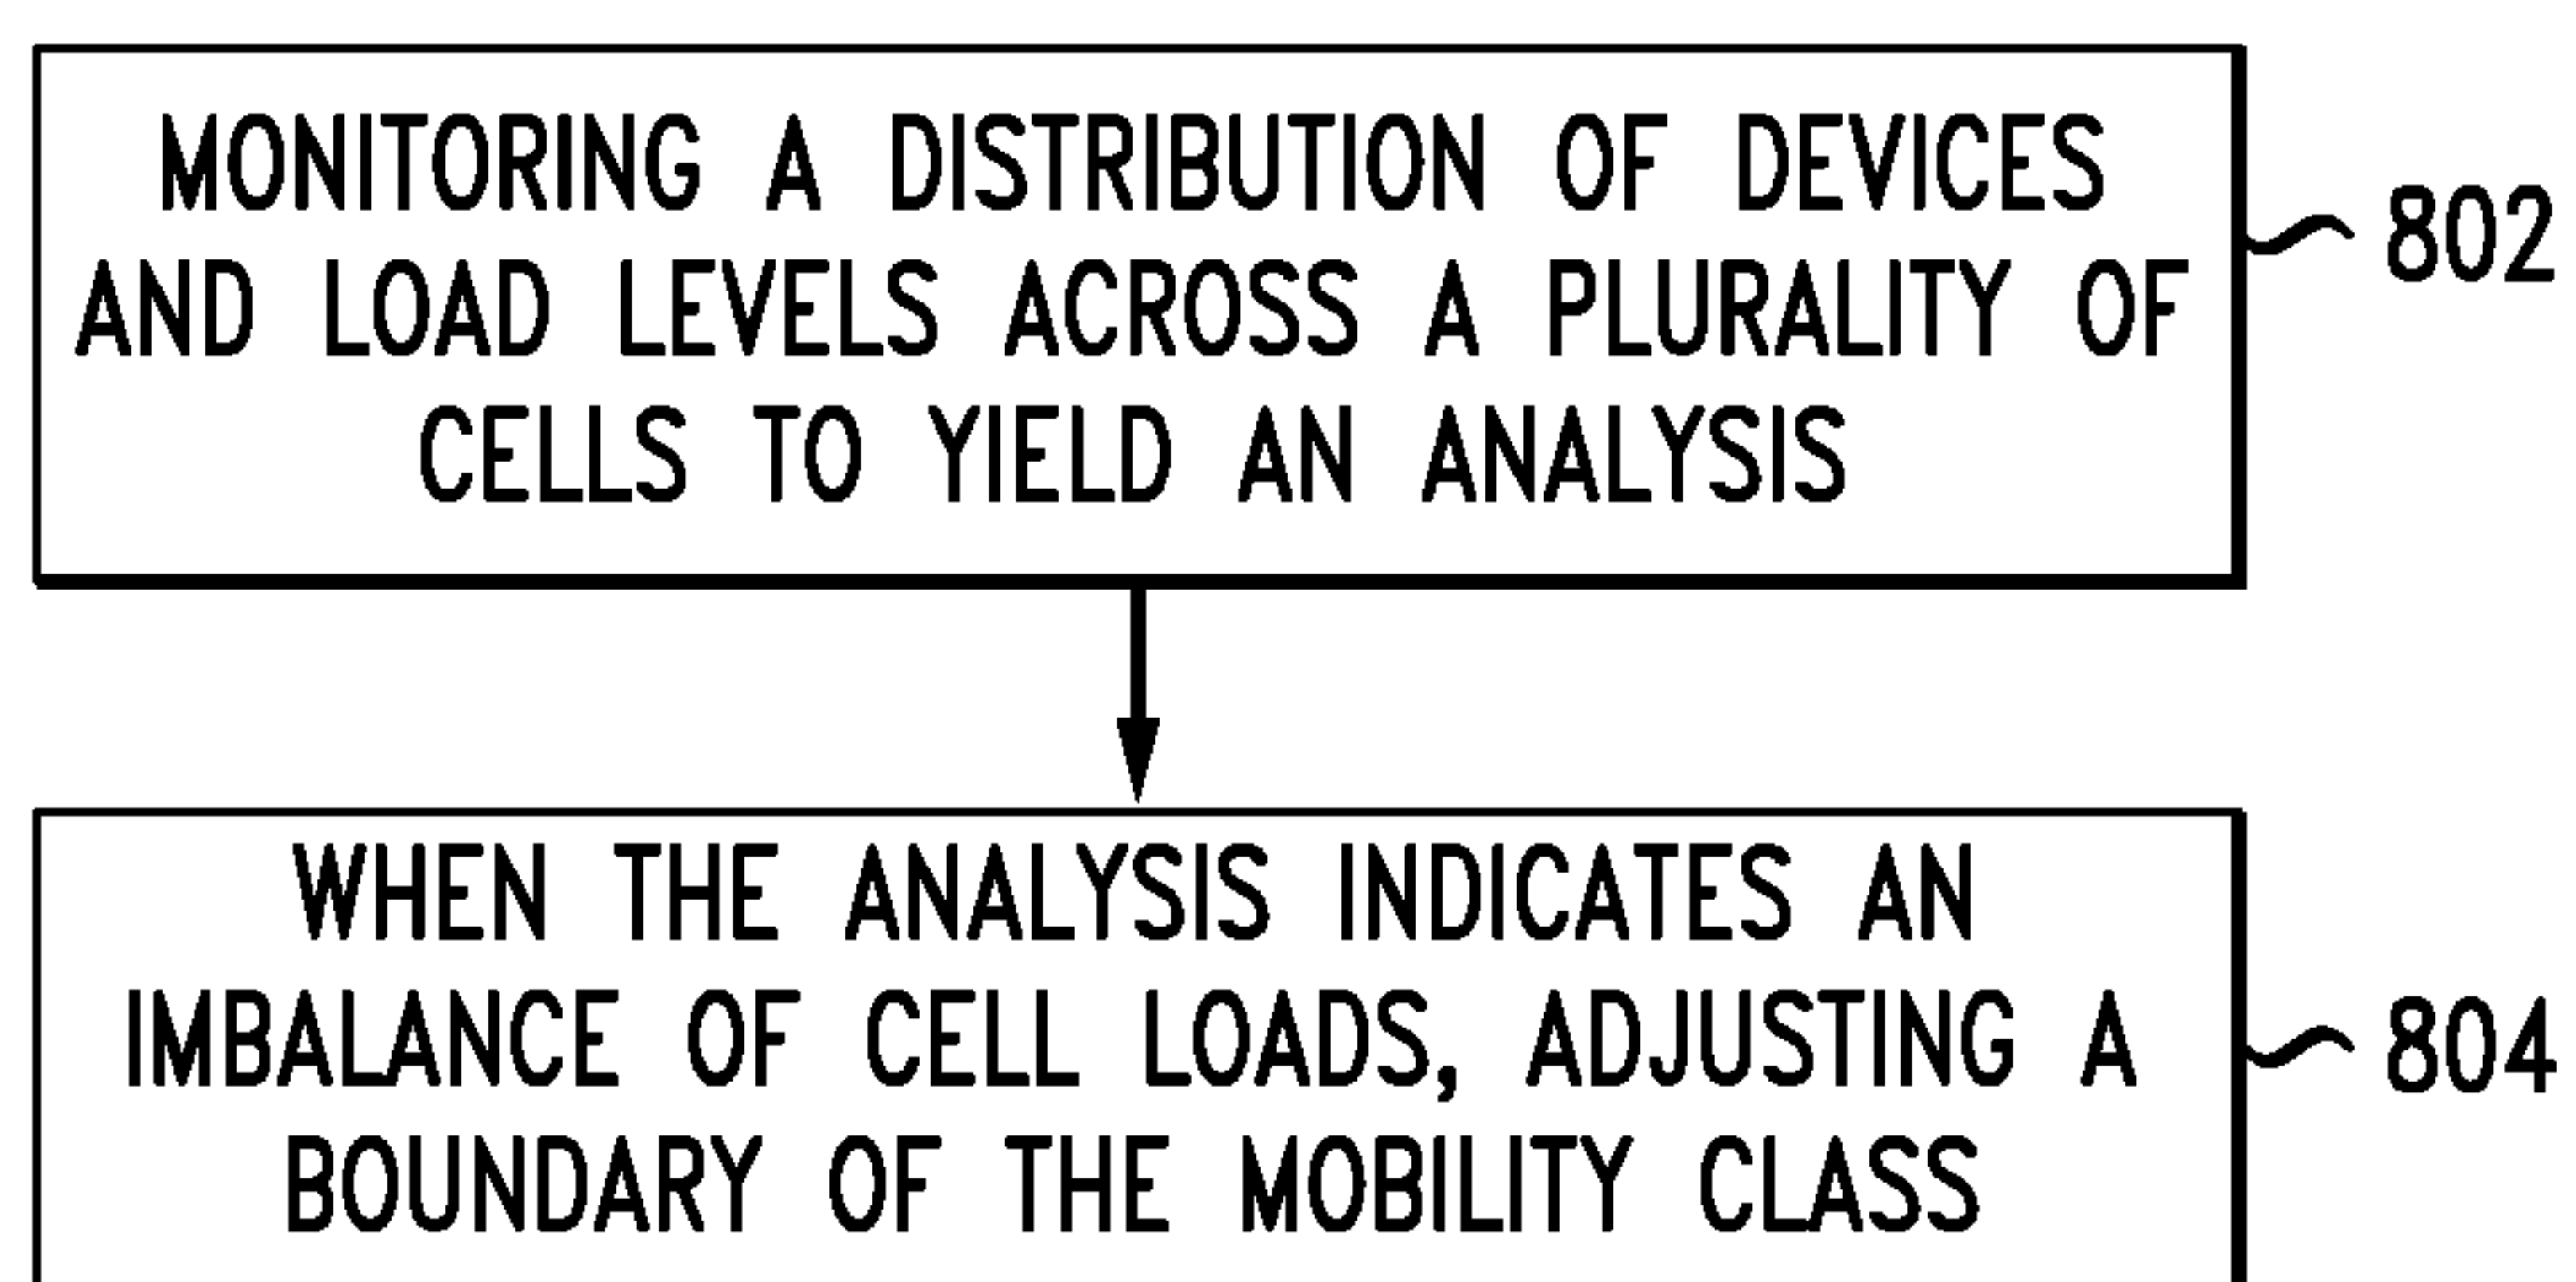 MONITORING A DISTRIBUTION OF DEVICES
AND LOAD LEVELS ACROSS A PLURALITY OF
CELLS TO YIELD AN ANALYSIS
802
WHEN THE ANALYSIS INDICATES AN
IMBALANCE OF CELL LOADS, ADJUSTING A
BOUNDARY OF THE MOBILITY CLASS
804